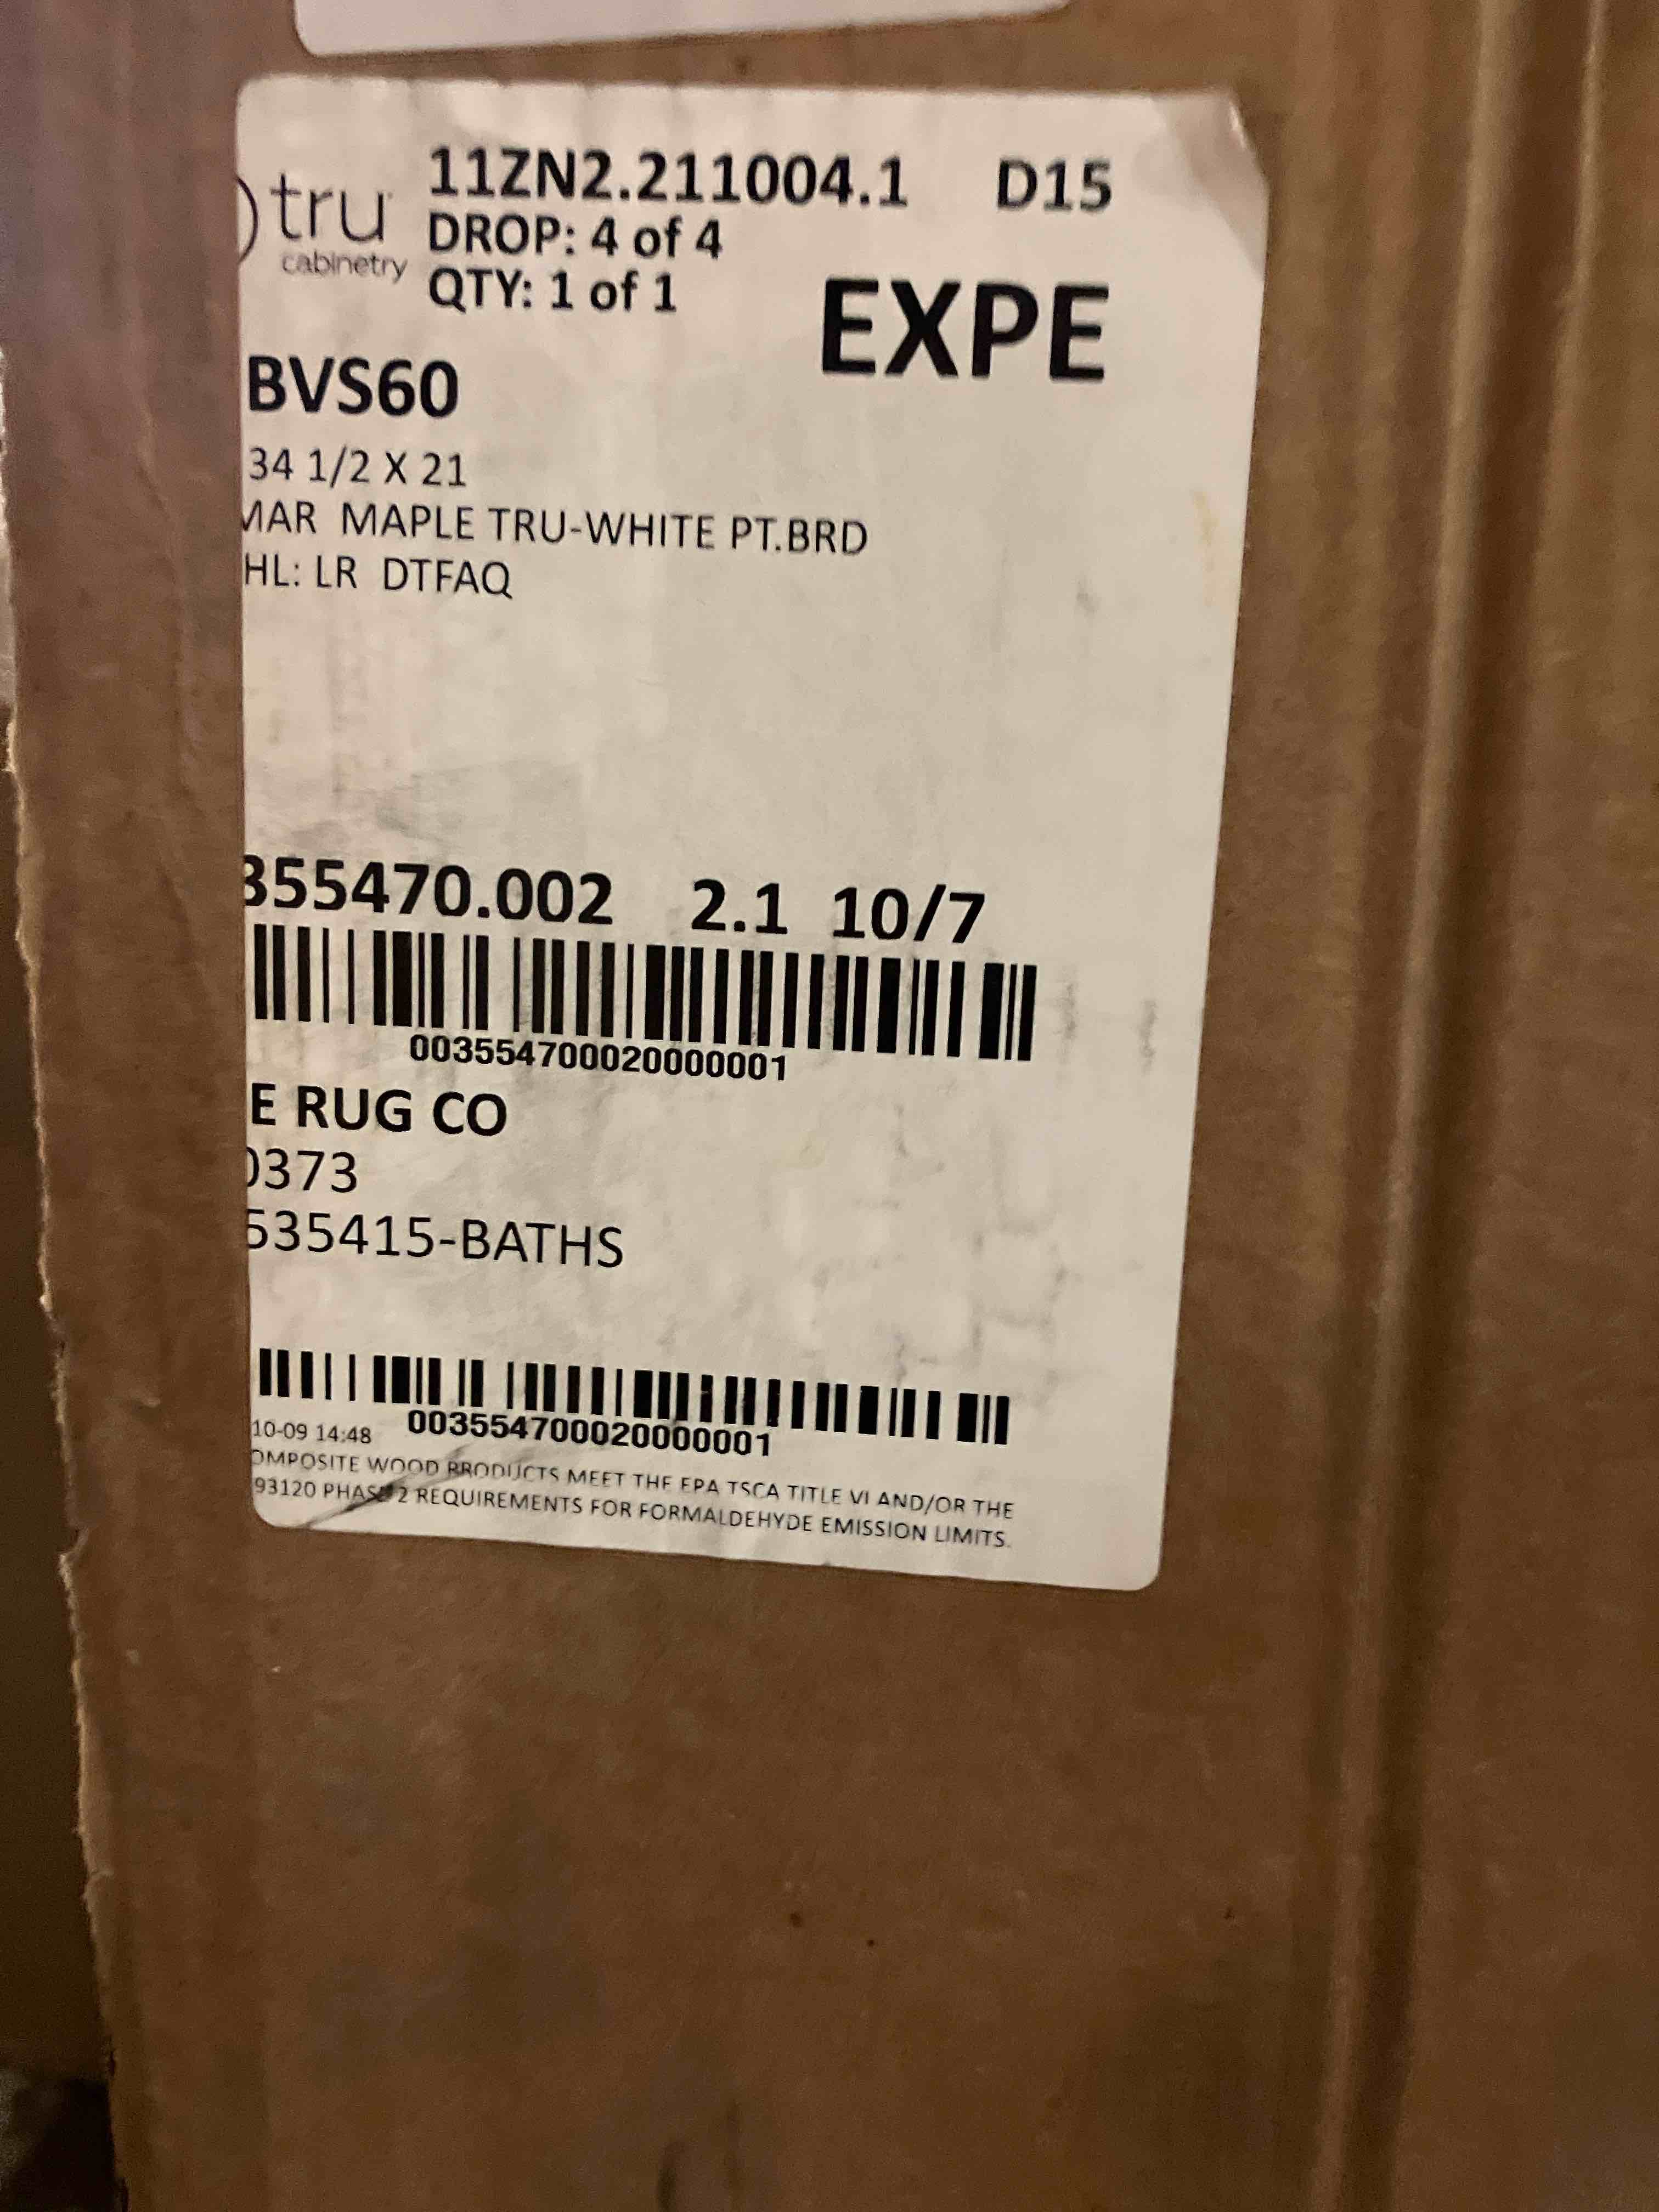 tru
cabinetry
11ZN2.211004.1 D15
DROP: 4 of 4
QTY: 1 of 1
EXPE
BVS60
34 1/2 X 21
MAR MAPLE TRU-WHITE PT.BRD
HL: LR DTFAQ
355470.002 2.1 10/7
003554700020000001
E RUG CO
0373
535415-BATHS
10-09 14:48 003554700020000001
OMPOSITE WOOD PRODUCTS MEET THE EPA TSCA TITLE VI AND/OR THE
93120 PHASE 2 REQUIREMENTS FOR FORMALDEHYDE EMISSION LIMITS.